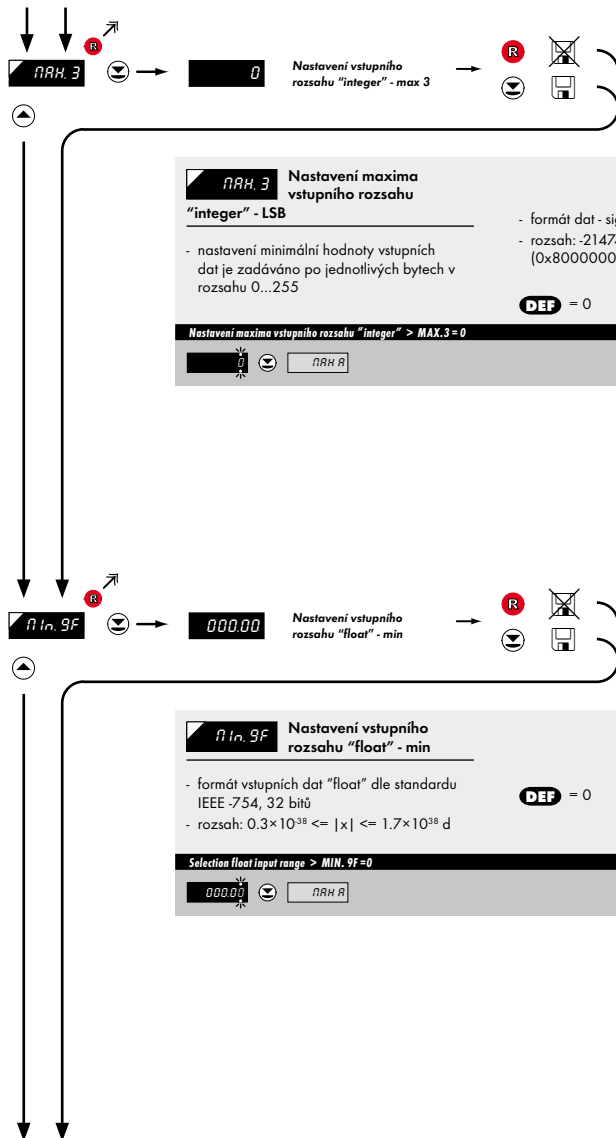 R
MAX. 3
0
Nastavení vstupního
rozsahu “integer” - max 3
R
MAX. 3
Nastavení maxima
vstupního rozsahu
“integer” - LSB
- nastavení minimální hodnoty vstupních
dat je zadáváno po jednotlivých bytech v
rozsahu 0...255
- formát dat - si
- rozsah: -2147
(0x8000000
DEF = 0
Nastavení maxima vstupního rozsahu “integer” > MAX.3 = 0
0
MAX A
R
MIn. 9F
000.00
Nastavení vstupního
rozsahu “float” - min
R
MIn. 9F
Nastavení vstupního
rozsahu “float” - min
- formát vstupních dat “float” dle standardu
IEEE -754, 32 bitů
- rozsah: 0.3×10-38 <= |x| <= 1.7×1038 d
DEF = 0
Selection float input range > MIN. 9F =0
000.00
MAX A